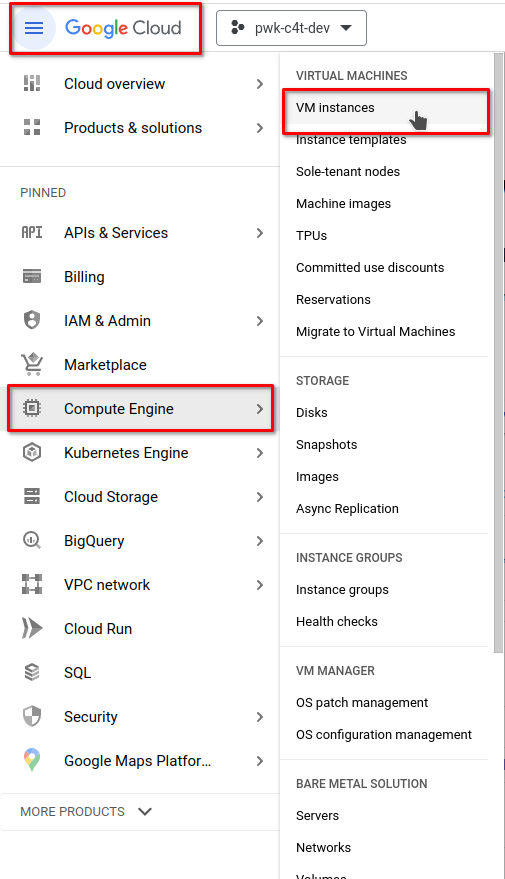 Google Cloud
pwk-c4t-dev
Cloud overview
Products & solutions
PINNED
API
APIs & Services
Billing
IAM & Admin
Marketplace
Compute Engine
Kubernetes Engine
Cloud Storage
BigQuery
VPC network
Cloud Run
SQL
Security
Google Maps Platfor...
MORE PRODUCTS
VIRTUAL MACHINES
VM instances
Instance templates
Sole-tenant nodes
Machine images
TPUs
Committed use discounts
Reservations
Migrate to Virtual Machines
STORAGE
Disks
Snapshots
Images
Async Replication
INSTANCE GROUPS
Instance groups
Health checks
VM MANAGER
OS patch management
OS configuration management
BARE METAL SOLUTION
Servers
Networks
Volumes